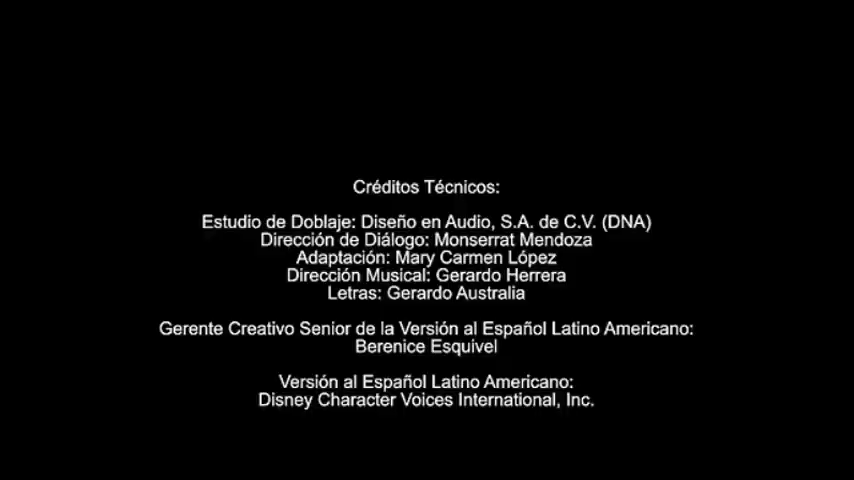 Créditos Técnicos:
Estudio de Doblaje: Diseño en Audio, S.A. de C.V. (DNA)
Dirección de Diálogo: Monserrat Mendoza
Adaptación: Mary Carmen López
Dirección Musical: Gerardo Herrera
Letras: Gerardo Australia
Gerente Creativo Senior de la Versión al Español Latino Americano:
Berenice Esquivel
Versión al Español Latino Americano:
Disney Character Voices International, Inc.